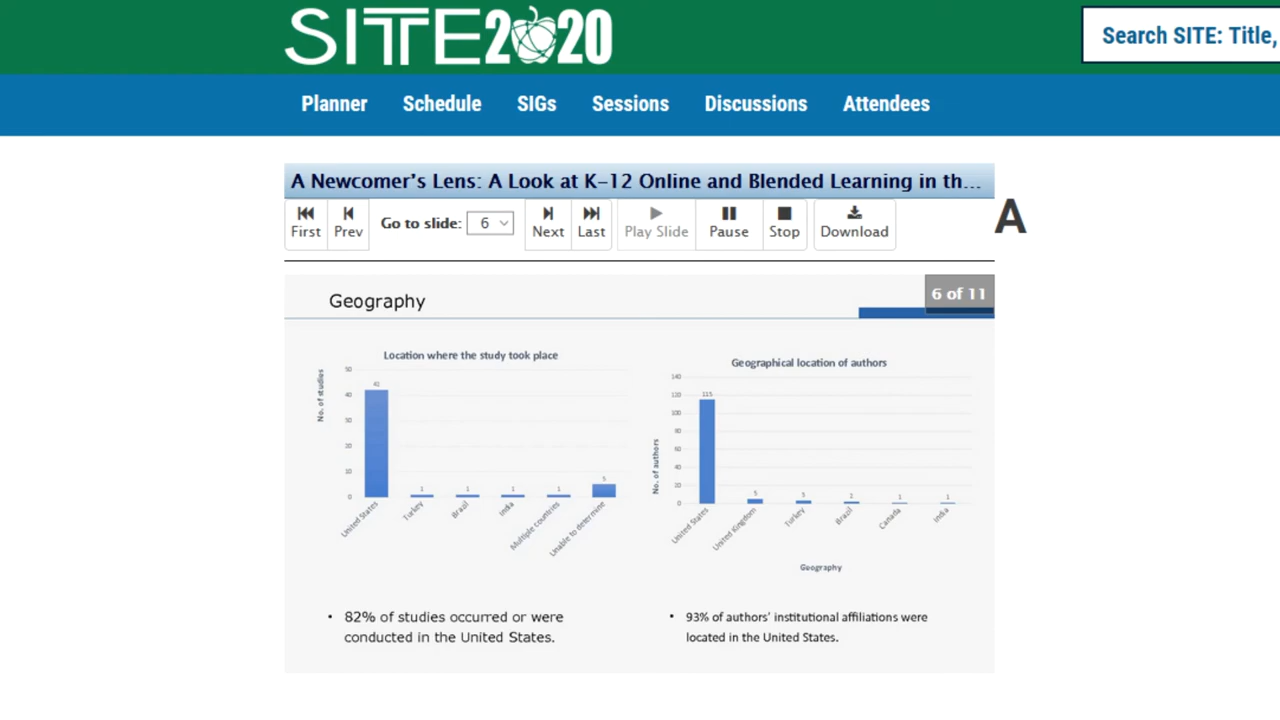 SITE 2020
Search SITE: Title,
Planner Schedule SIGs Sessions Discussions Attendees
A Newcomer's Lens: A Look at K-12 Online and Blended Learning in th...
First Prev Go to slide: 6 Next Last Play Slide Pause Stop Download
A
Geography
6 of 11
Location where the study took place
No. of studies
50
40
30
20
10
0
1
1
1
1
5
United States
Turkey
Brazil
India
Multiple countries
Unable to determine
Geographical location of authors
No. of authors
140
120
100
80
60
40
20
0
115
5
3
2
1
1
United States
United Kingdom
Turkey
Brazil
Canada
India
Geography
• 82% of studies occurred or were
conducted in the United States.
• 93% of authors' institutional affiliations were
located in the United States.